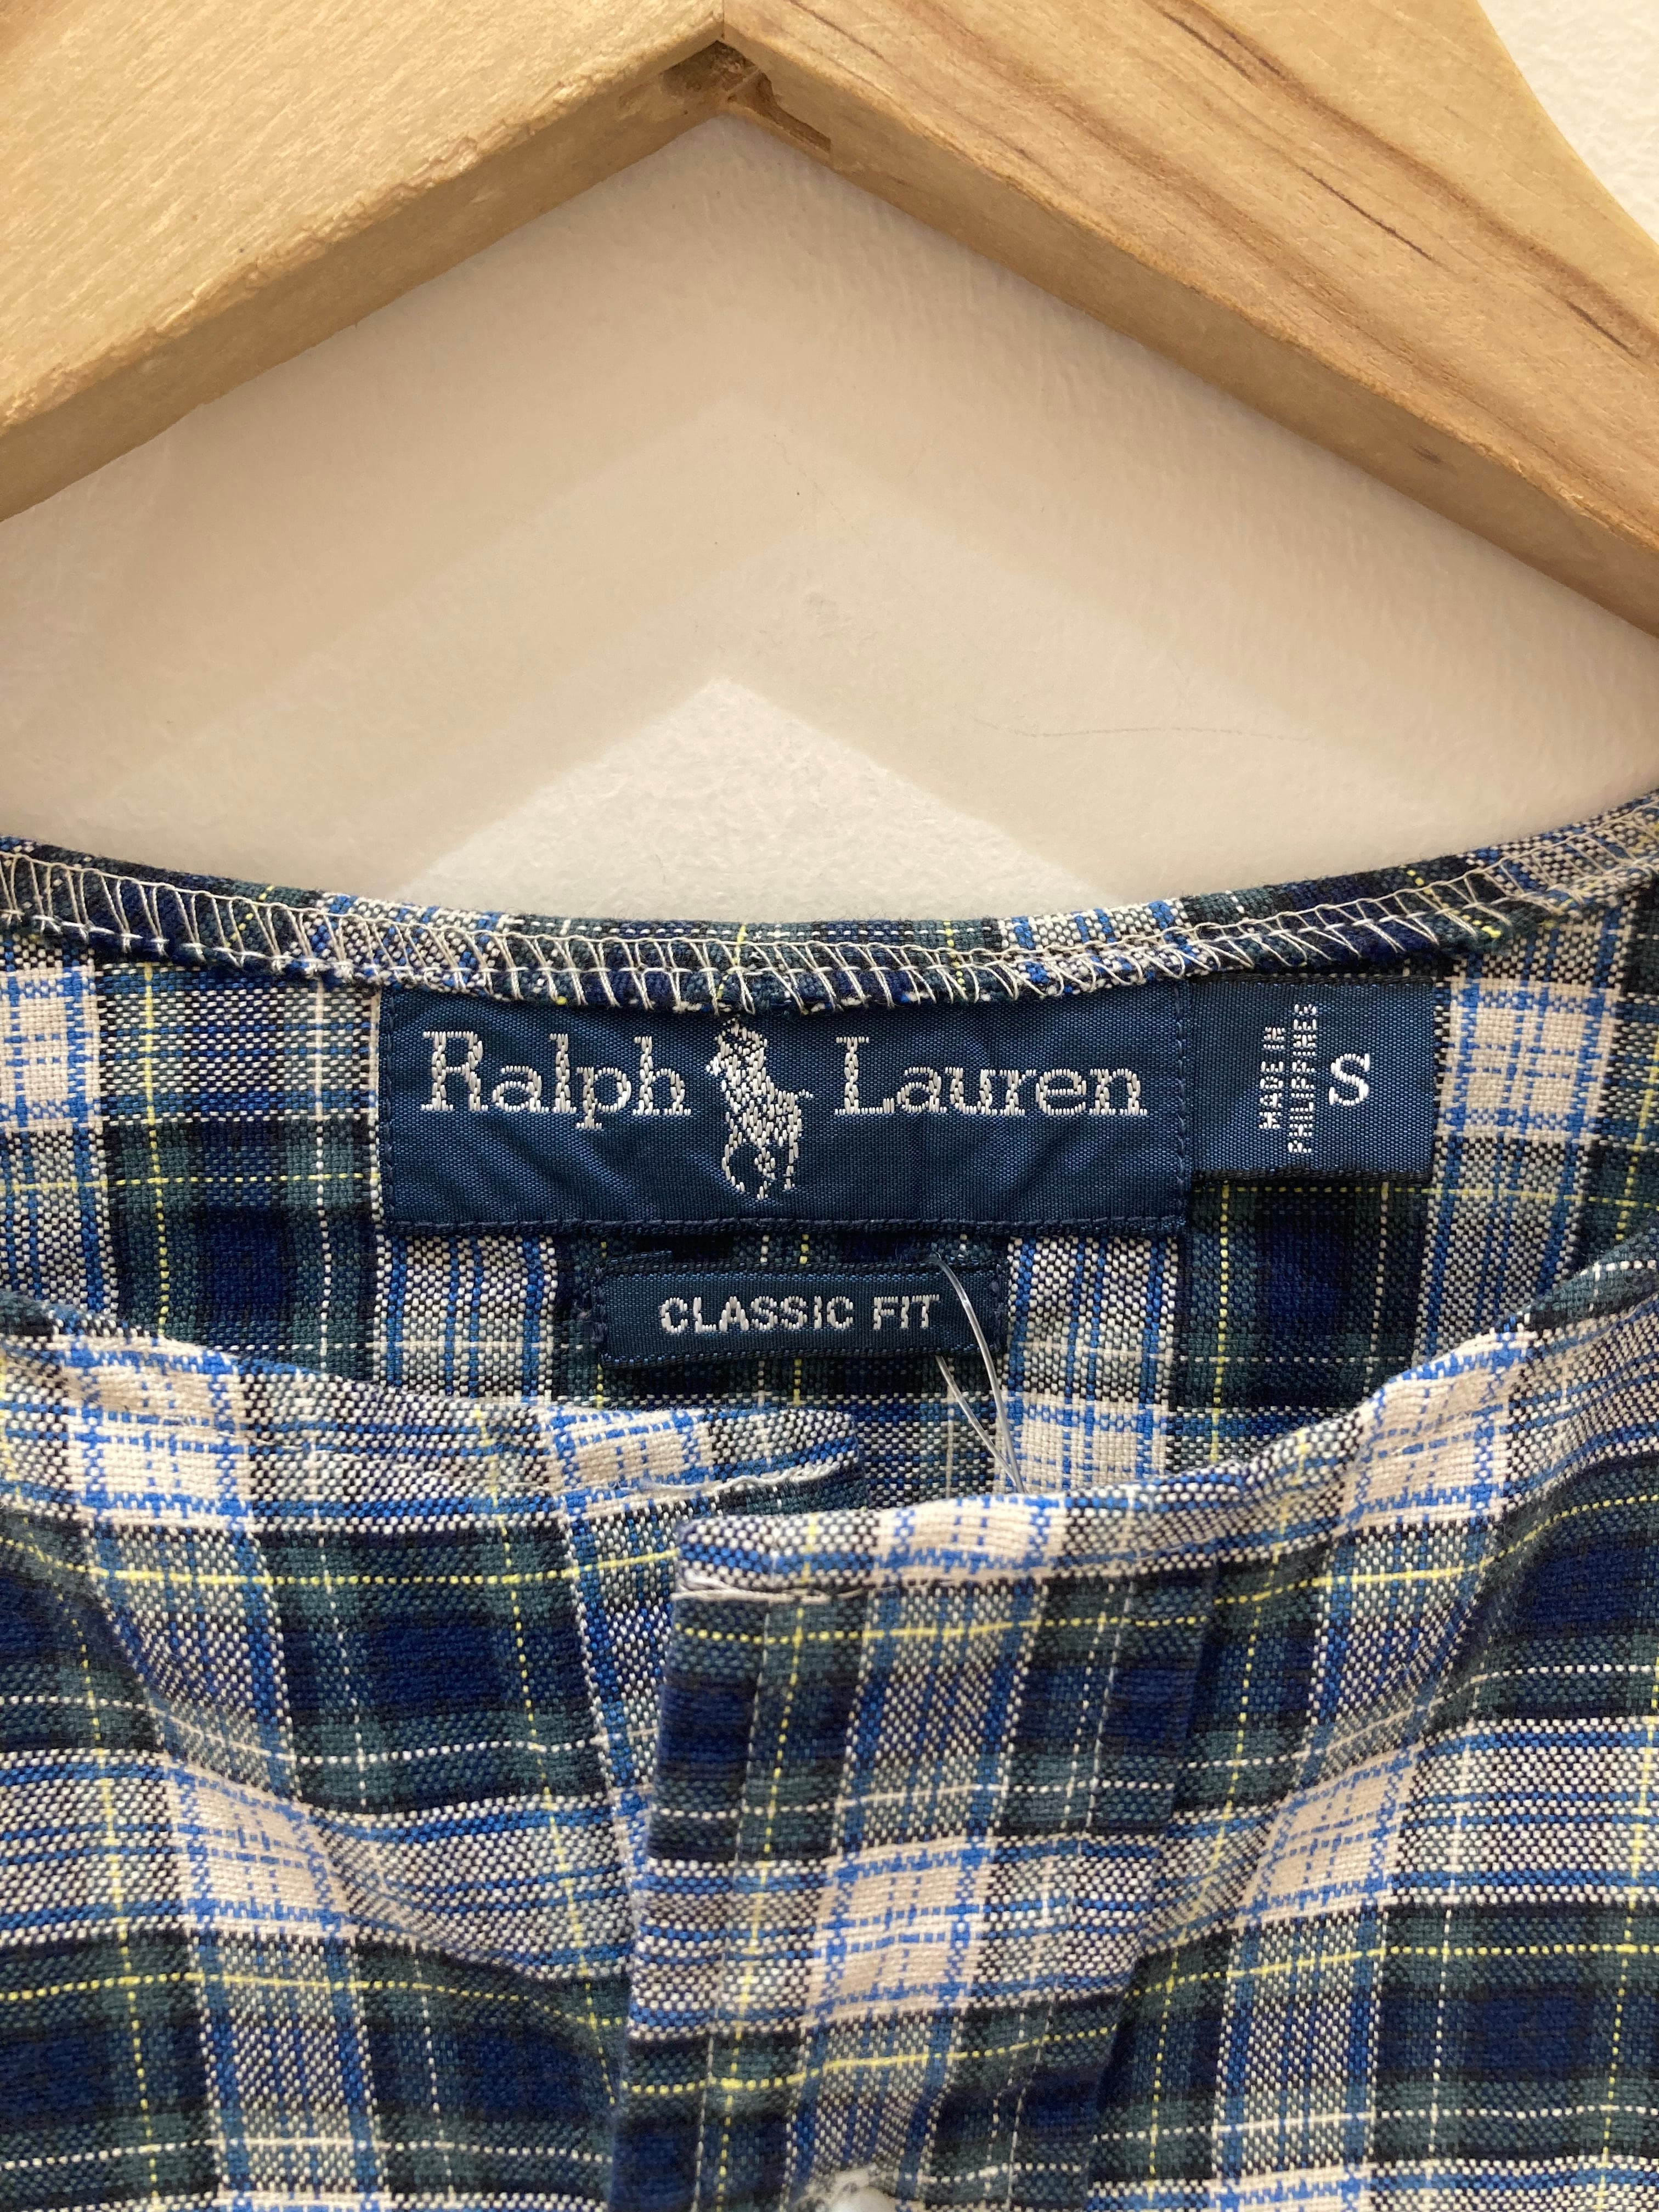 Ralph Lauren
MADE IN
PHILIPPINES
S
CLASSIC FIT